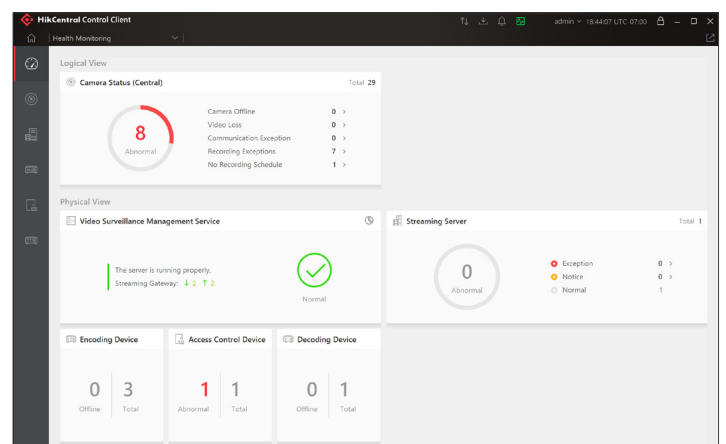 HikCentral Control Client
admin 18:44:07 UTC-07:00
Health Monitoring
Logical View
Camera Status (Central) Total 29
8
Abnormal
Camera Offline 0 >
Video Loss 0 >
Communication Exception 0 >
Recording Exceptions 7 >
No Recording Schedule 1 >
Physical View
Video Surveillance Management Service
The server is running properly.
Streaming Gateway: ↓ 2 ↑ 2
Normal
Streaming Server Total 1
0
Abnormal
Exception 0 >
Notice 0 >
Normal 1
Encoding Device
0 3
Offline Total
Access Control Device
1 1
Abnormal Total
Decoding Device
0 1
Offline Total